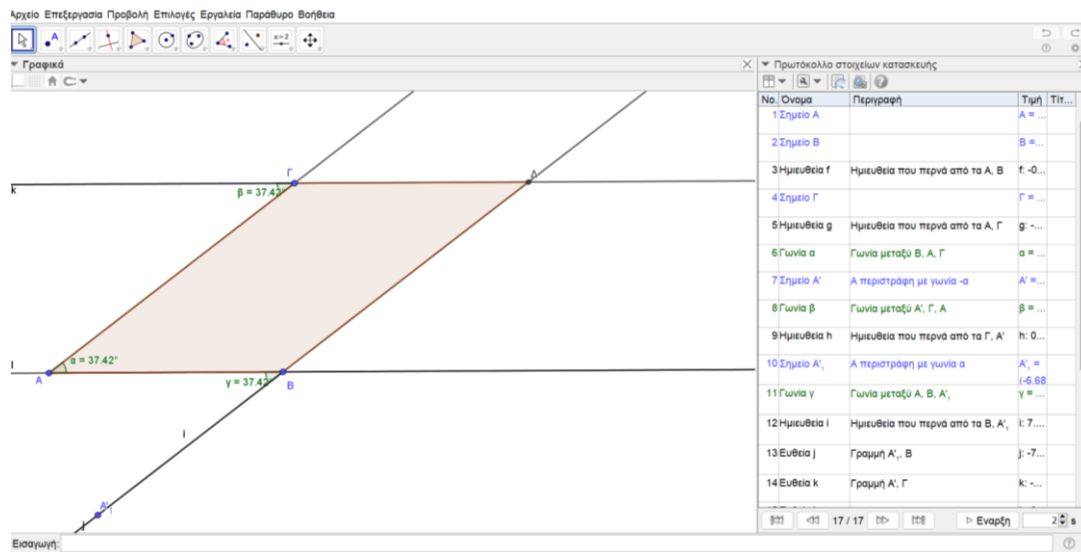 Αρχείο Επεξεργασία Προβολή Επιλογές Εργαλεία Παράθυρο Βοήθεια
Γραφικά
Πρωτόκολλο στοιχείων κατασκευής
No. Όνομα Περιγραφή Τιμή Τίτ...
1 Σημείο Α Α = ...
2 Σημείο Β Β =...
3 Ημιευθεία f Ημιευθεία που περνά από τα Α, Β f: -0...
4 Σημείο Γ Γ = ...
5 Ημιευθεία g Ημιευθεία που περνά από τα Α, Γ g: -...
6 Γωνία α Γωνία μεταξύ Β, Α, Γ α = ...
7 Σημείο Α' Α περιστράφη με γωνία -α Α' =...
8 Γωνία β Γωνία μεταξύ Α', Γ, Α β = ...
9 Ημιευθεία h Ημιευθεία που περνά από τα Γ, Α' h: 0...
10 Σημείο Α'₁ Α περιστράφη με γωνία α Α'₁ =
(-6.68
11 Γωνία γ Γωνία μεταξύ Α, Β, Α'₁ γ = ...
12 Ημιευθεία i Ημιευθεία που περνά από τα Β, Α'₁ i: 7....
13 Ευθεία j Γραμμή Α'₁, Β j: -7...
14 Ευθεία k Γραμμή Α', Γ k: -...
17 / 17 Εναρξη 2 s
Γ
Δ
k
β = 37.42°
α = 37.42°
Α
γ = 37.42°
Β
i
Α'₁
j
Εισαγωγή: